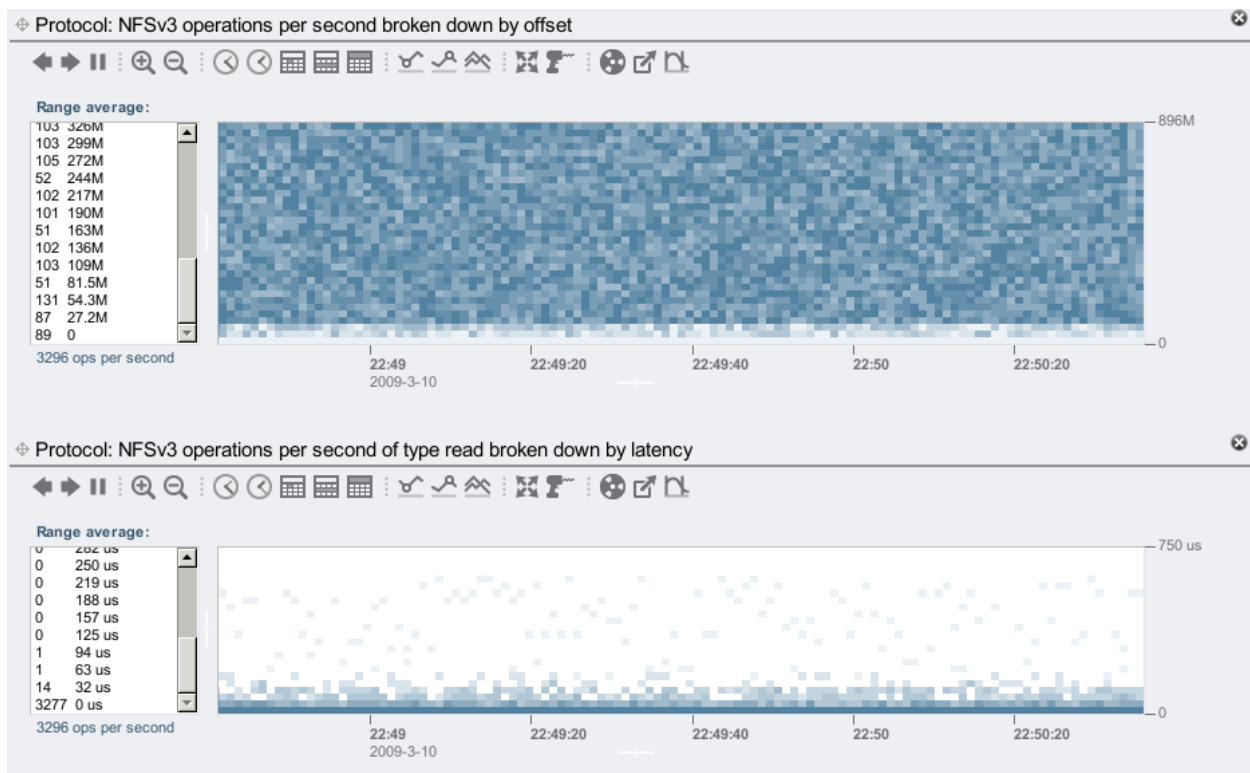 Protocol: NFSv3 operations per second broken down by offset
Range average:
103 326M
103 299M
105 272M
52 244M
102 217M
101 190M
51 163M
102 136M
103 109M
51 81.5M
131 54.3M
87 27.2M
89 0
3296 ops per second
896M
0
22:49 22:49:20 22:49:40 22:50 22:50:20
2009-3-10
Protocol: NFSv3 operations per second of type read broken down by latency
Range average:
0 282 us
0 250 us
0 219 us
0 188 us
0 157 us
0 125 us
1 94 us
1 63 us
14 32 us
3277 0 us
3296 ops per second
750 us
0
22:49 22:49:20 22:49:40 22:50 22:50:20
2009-3-10